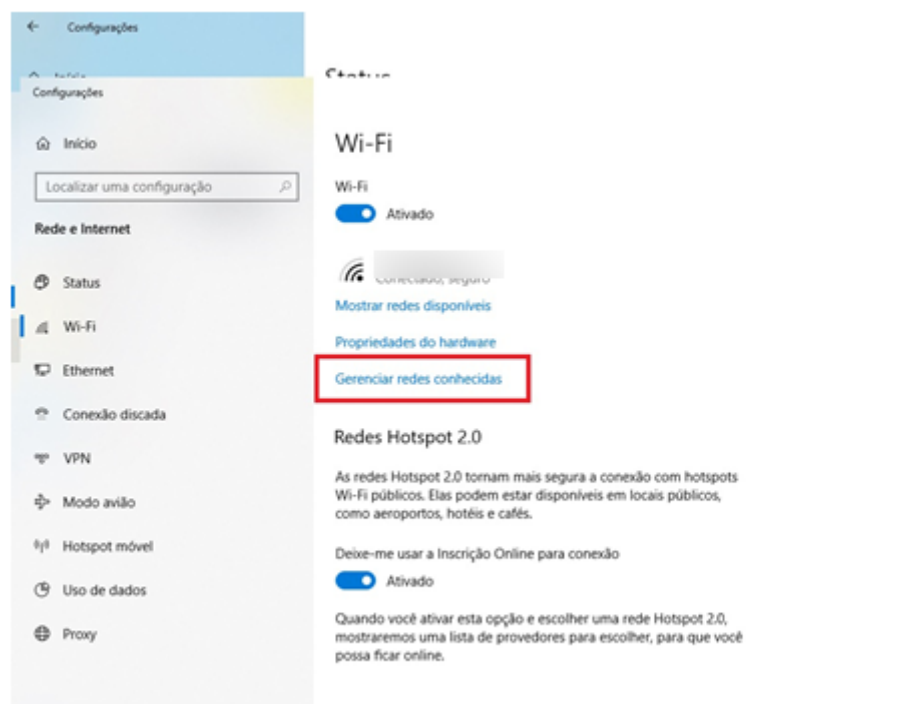 Configurações
Configurações
Início
Localizar uma configuração
Rede e Internet
Status
Wi-Fi
Ethernet
Conexão discada
VPN
Modo avião
Hotspot móvel
Uso de dados
Proxy
Status
Wi-Fi
Wi-Fi
Ativado
Conectado, seguro
Mostrar redes disponíveis
Propriedades do hardware
Gerenciar redes conhecidas
Redes Hotspot 2.0
As redes Hotspot 2.0 tornam mais segura a conexão com hotspots
Wi-Fi públicos. Elas podem estar disponíveis em locais públicos,
como aeroportos, hotéis e cafés.
Deixe-me usar a Inscrição Online para conexão
Ativado
Quando você ativar esta opção e escolher uma rede Hotspot 2.0,
mostraremos uma lista de provedores para escolher, para que você
possa ficar online.